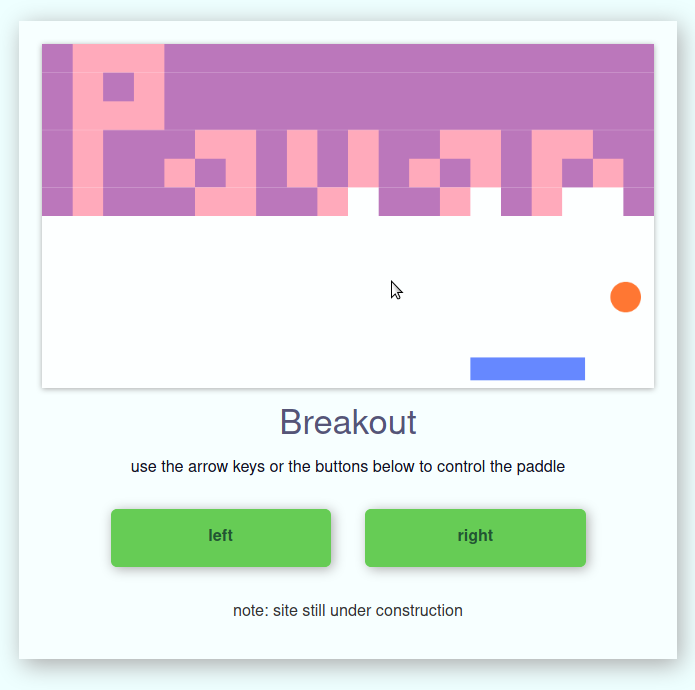 Pavan
Breakout
use the arrow keys or the buttons below to control the paddle
left right
note: site still under construction